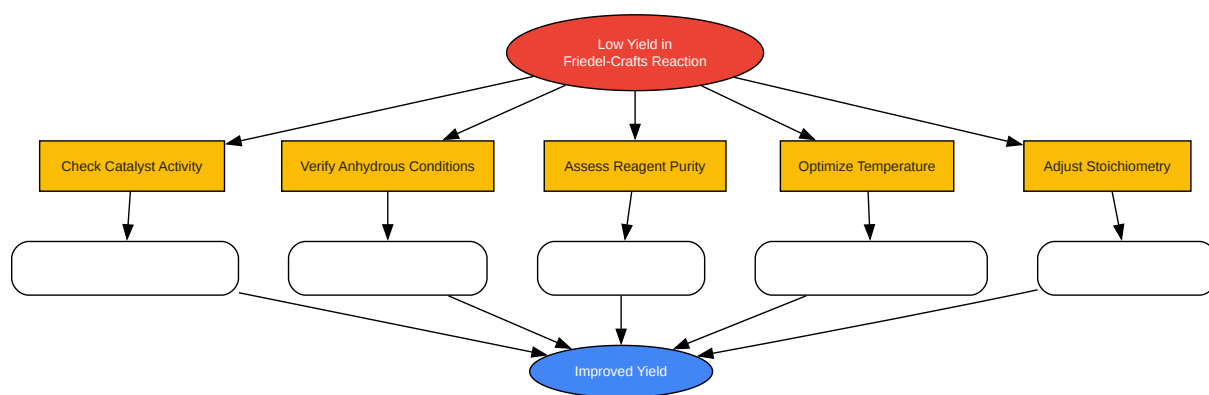 Low Yield in
Friedel-Crafts Reaction
Check Catalyst Activity
Verify Anhydrous Conditions
Assess Reagent Purity
Optimize Temperature
Adjust Stoichiometry
Improved Yield